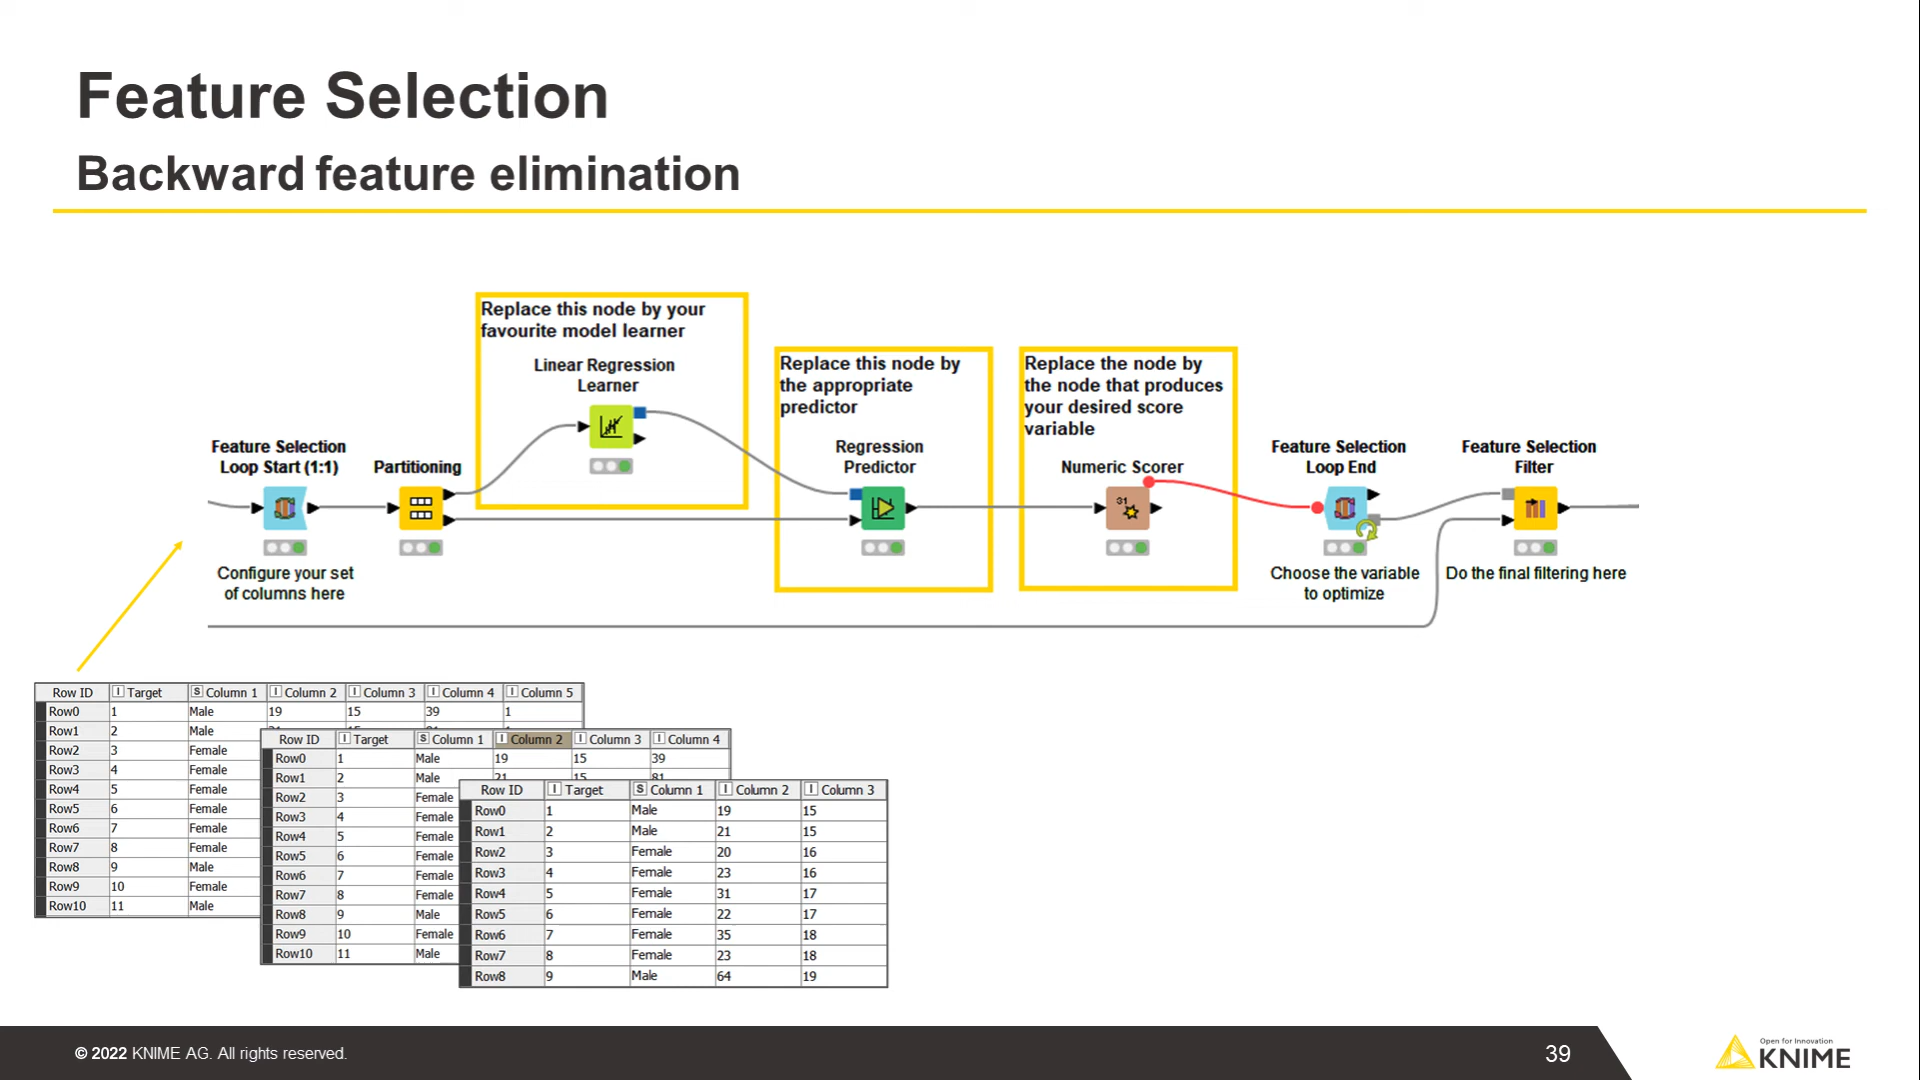 Feature Selection
Backward feature elimination
Replace this node by your
favourite model learner
Linear Regression
Learner
Replace this node by
the appropriate
predictor
Replace the node by
the node that produces
your desired score
variable
Feature Selection
Loop Start (1:1)
Partitioning
Regression
Predictor
Numeric Scorer
Feature Selection
Loop End
Feature Selection
Filter
Configure your set
of columns here
Choose the variable
to optimize
Do the final filtering here
Row ID I Target S Column 1 I Column 2 I Column 3 I Column 4 I Column 5
Row0 1 Male 19 15 39 1
Row1 2 Male
Row2 3 Female
Row3 4 Female
Row4 5 Female
Row5 6 Female
Row6 7 Female
Row7 8 Female
Row8 9 Male
Row9 10 Female
Row10 11 Male
Row ID I Target S Column 1 I Column 2 I Column 3 I Column 4
Row0 1 Male 19 15 39
Row1 2 Male 21 15 81
Row2 3 Female
Row3 4 Female
Row4 5 Female
Row5 6 Female
Row6 7 Female
Row7 8 Female
Row8 9 Male
Row9 10 Female
Row10 11 Male
Row ID I Target S Column 1 I Column 2 I Column 3
Row0 1 Male 19 15
Row1 2 Male 21 15
Row2 3 Female 20 16
Row3 4 Female 23 16
Row4 5 Female 31 17
Row5 6 Female 22 17
Row6 7 Female 35 18
Row7 8 Female 23 18
Row8 9 Male 64 19
© 2022 KNIME AG. All rights reserved.
39
Open for Innovation
KNIME